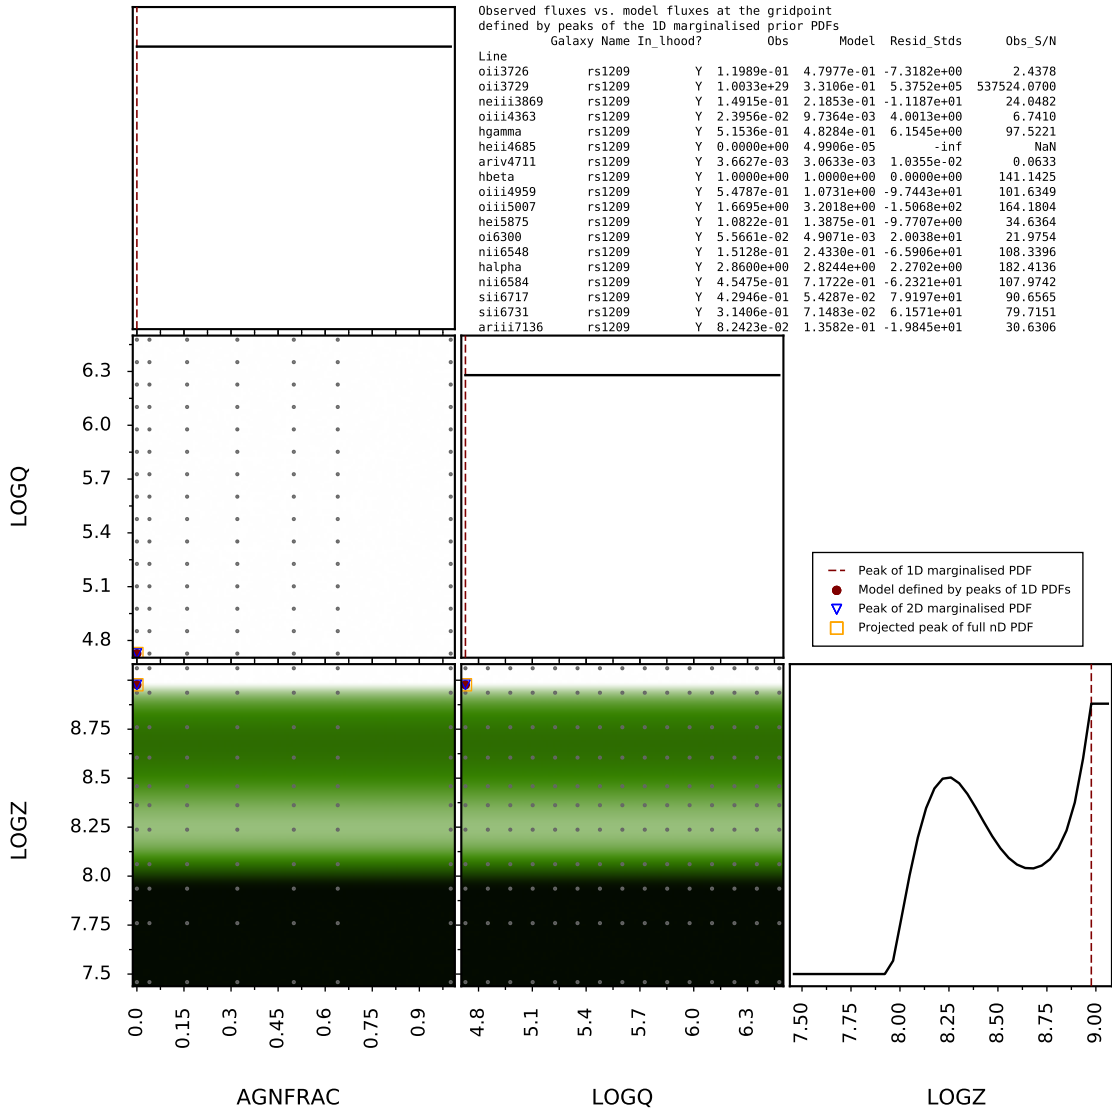 Observed fluxes vs. model fluxes at the gridpoint
defined by peaks of the 1D marginalised prior PDFs
Galaxy Name In_lhood? Obs Model Resid_Stds Obs_S/N
Line
oii3726 rs1209 Y 1.1989e-01 4.7977e-01 -7.3182e+00 2.4378
oii3729 rs1209 Y 1.0033e+29 3.3106e-01 5.3752e+05 537524.0700
neiii3869 rs1209 Y 1.4915e-01 2.1853e-01 -1.1187e+01 24.0482
oiii4363 rs1209 Y 2.3956e-02 9.7364e-03 4.0013e+00 6.7410
hgamma rs1209 Y 5.1536e-01 4.8284e-01 6.1545e+00 97.5221
heii4685 rs1209 Y 0.0000e+00 4.9906e-05 -inf NaN
ariv4711 rs1209 Y 3.6627e-03 3.0633e-03 1.0355e-02 0.0633
hbeta rs1209 Y 1.0000e+00 1.0000e+00 0.0000e+00 141.1425
oiii4959 rs1209 Y 5.4787e-01 1.0731e+00 -9.7443e+01 101.6349
oiii5007 rs1209 Y 1.6695e+00 3.2018e+00 -1.5068e+02 164.1804
hei5875 rs1209 Y 1.0822e-01 1.3875e-01 -9.7707e+00 34.6364
oi6300 rs1209 Y 5.5661e-02 4.9071e-03 2.0038e+01 21.9754
nii6548 rs1209 Y 1.5128e-01 2.4330e-01 -6.5906e+01 108.3396
halpha rs1209 Y 2.8600e+00 2.8244e+00 2.2702e+00 182.4136
nii6584 rs1209 Y 4.5475e-01 7.1722e-01 -6.2321e+01 107.9742
sii6717 rs1209 Y 4.2946e-01 5.4287e-02 7.9197e+01 90.6565
sii6731 rs1209 Y 3.1406e-01 7.1483e-02 6.1571e+01 79.7151
ariii7136 rs1209 Y 8.2423e-02 1.3582e-01 -1.9845e+01 30.6306
6.3
6.0
5.7
5.4
5.1
4.8
LOGQ
Peak of 1D marginalised PDF
Model defined by peaks of 1D PDFs
Peak of 2D marginalised PDF
Projected peak of full nD PDF
8.75
8.5
8.25
8.0
7.75
7.5
LOGZ
0.0 0.15 0.3 0.45 0.6 0.75 0.9 4.8 5.1 5.4 5.7 6.0 6.3 7.50 7.75 8.00 8.25 8.50 8.75 9.00
AGNFRAC LOGQ LOGZ